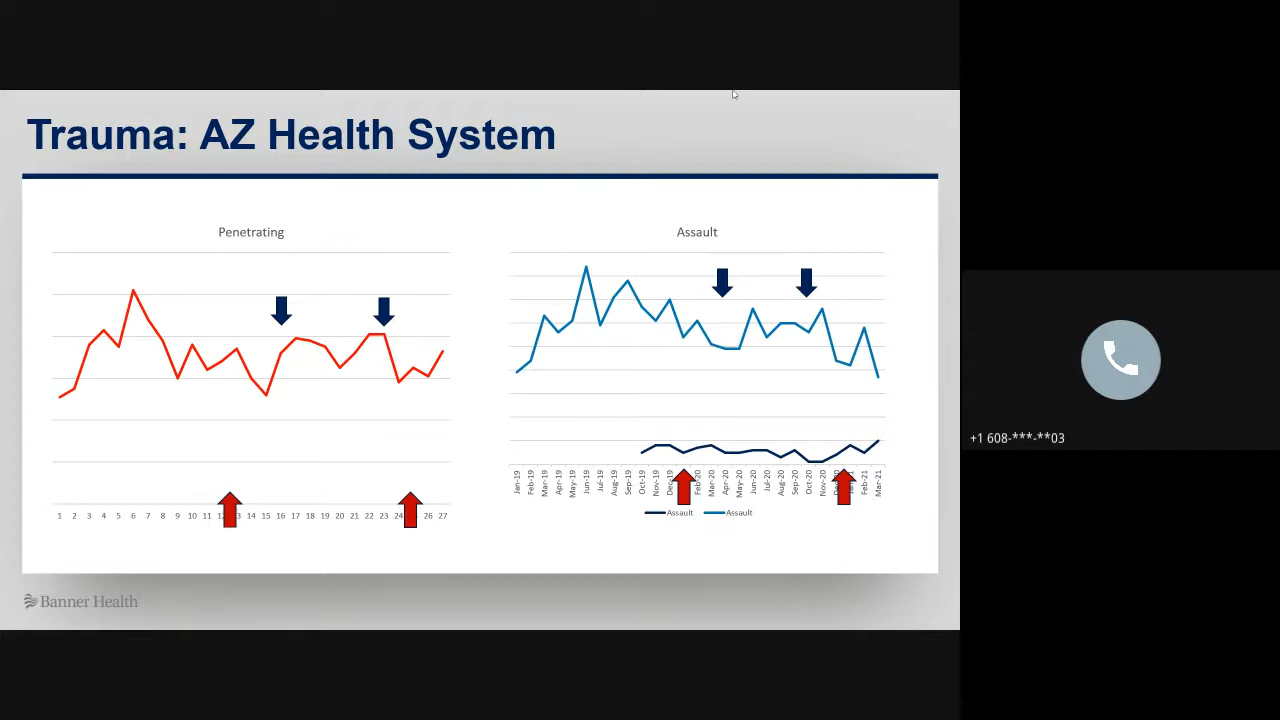 Trauma: AZ Health System
Penetrating
1 2 3 4 5 6 7 8 9 10 11 14 15 16 17 18 19 20 21 22 23 26 27
Assault
Jan-19 Feb-19 Mar-19 Apr-19 May-19 Jun-19 Jul-19 Aug-19 Sep-19 Oct-19 Nov-19 Feb-20 Mar-20 Apr-20 May-20 Jun-20 Jul-20 Aug-20 Sep-20 Oct-20 Nov-20 Feb-21 Mar-21
Assault Assault
Banner Health
+1 608-***-**03